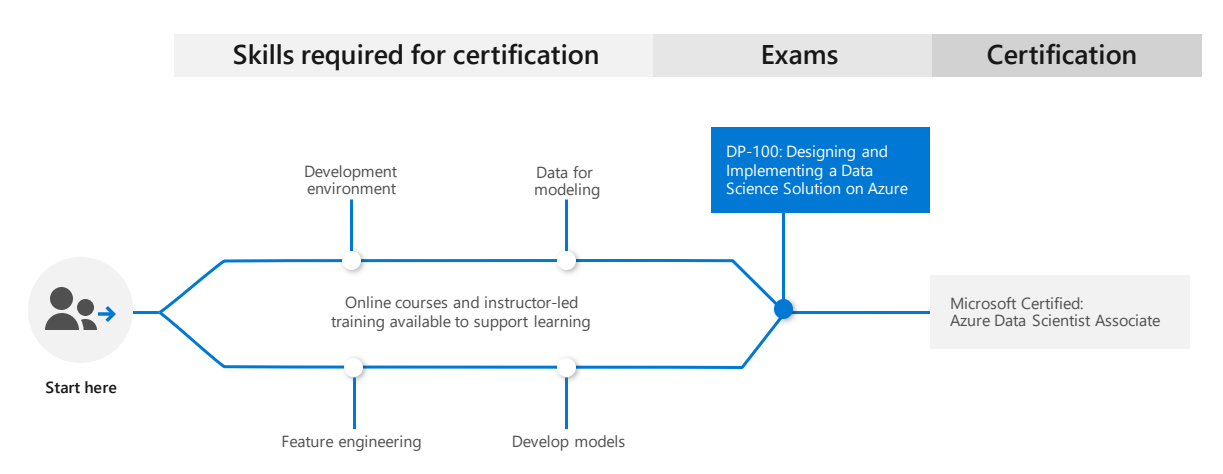 Skills required for certification
Exams
Certification
DP-100: Designing and
Implementing a Data
Science Solution on Azure
Development
environment
Data for
modeling
Online courses and instructor-led
training available to support learning
Microsoft Certified:
Azure Data Scientist Associate
Start here
Feature engineering
Develop models